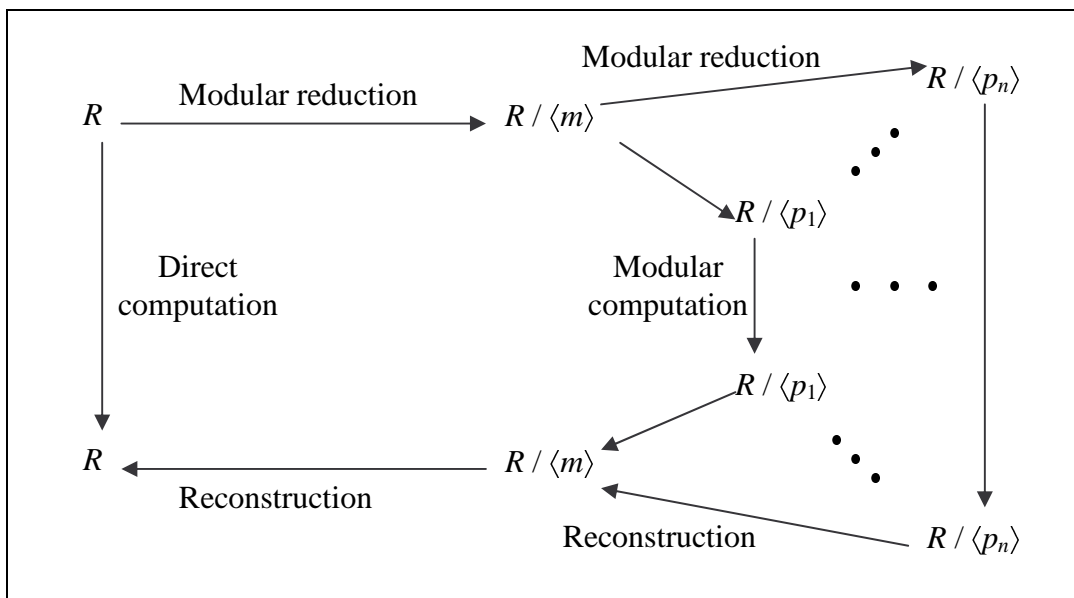 Modular reduction
R / ⟨pₙ⟩
Modular reduction
R
R / ⟨m⟩
R / ⟨p₁⟩
Direct
computation
Modular
computation
R / ⟨p₁⟩
R
R / ⟨m⟩
Reconstruction
Reconstruction
R / ⟨pₙ⟩